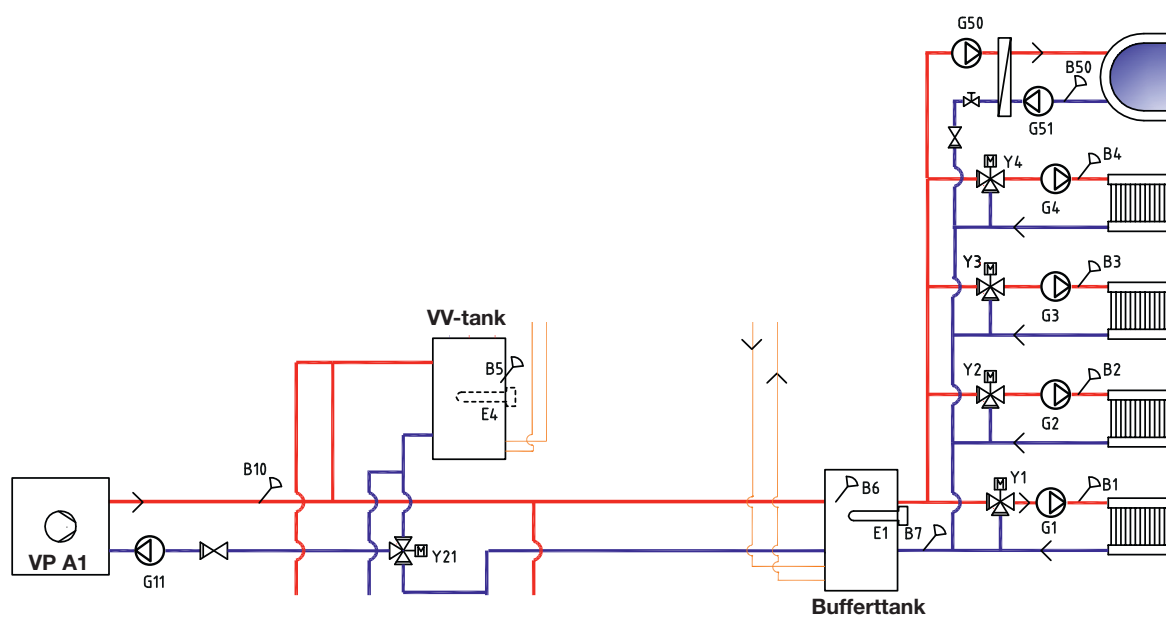 G50
B50
G51
M
Y4
B4
G4
Y3
M
B3
G3
VV-tank
B5
E4
Y2
M
B2
G2
B10
B6
M
Y1
B1
E1
B7
G1
VP A1
G11
M
Y21
Bufferttank